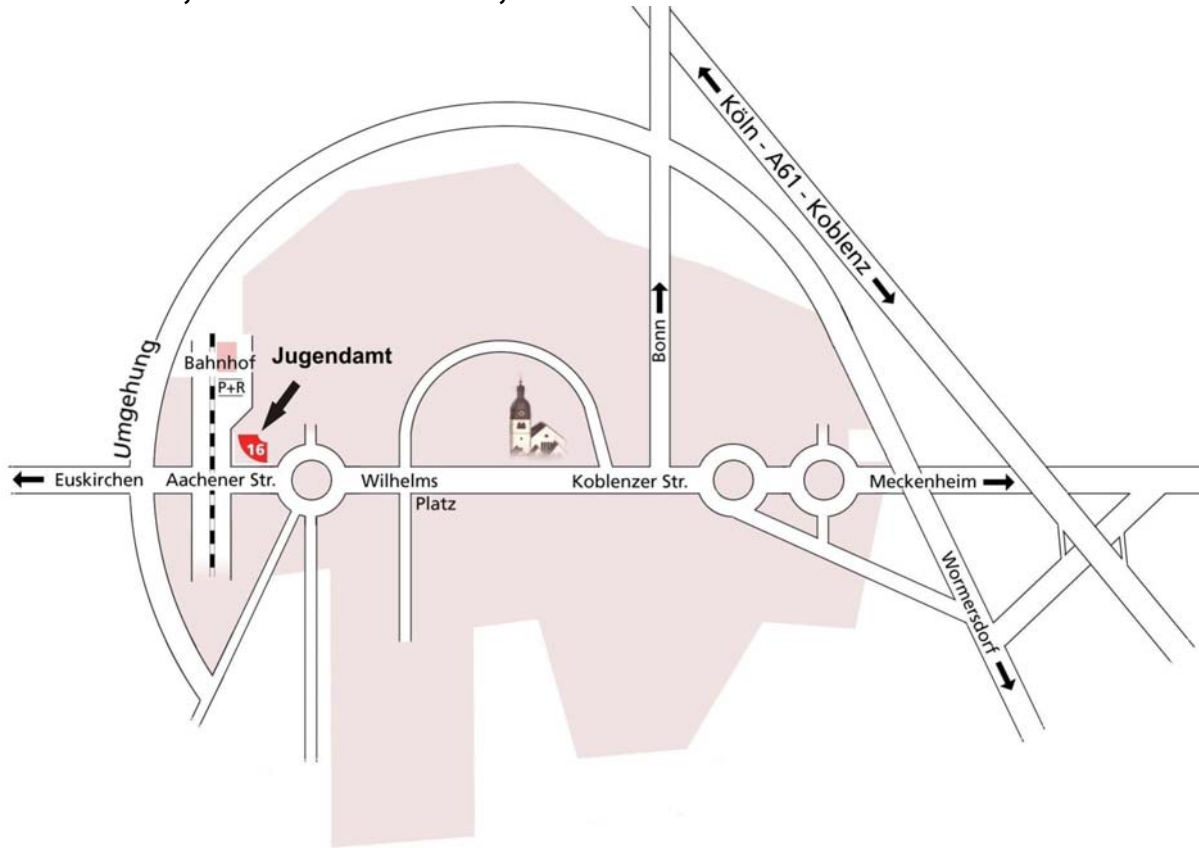 Köln - A61 - Koblenz
Bonn
Umgehung
Bahnhof
Jugendamt
P+R
16
Euskirchen
Aachener Str.
Wilhelms
Platz
Koblenzer Str.
Meckenheim
Wormersdorf